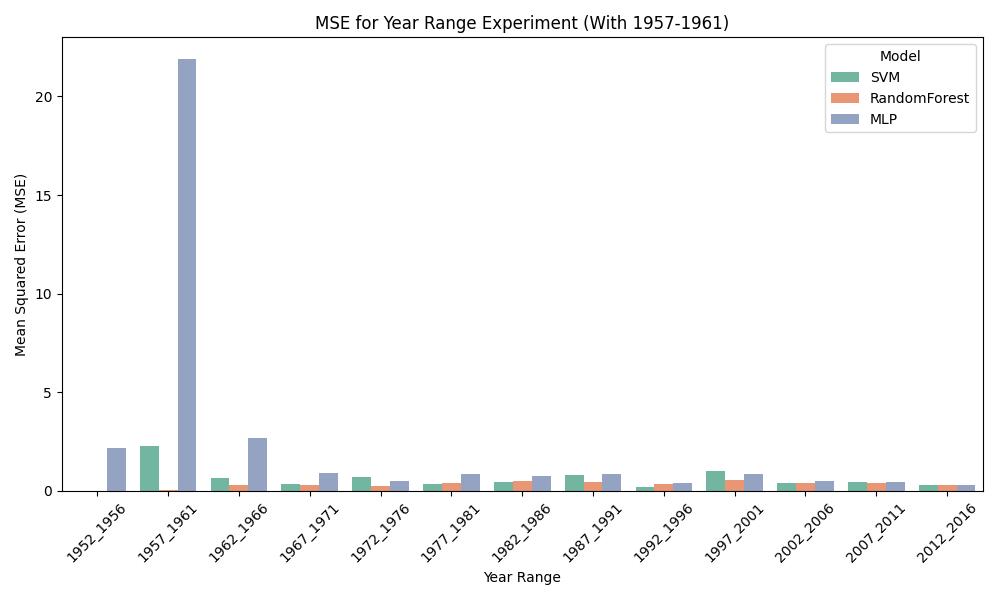 MSE for Year Range Experiment (With 1957-1961)
Model
SVM
RandomForest
MLP
Mean Squared Error (MSE)
20
15
10
5
0
1952_1956
1957_1961
1962_1966
1967_1971
1972_1976
1977_1981
1982_1986
1987_1991
1992_1996
1997_2001
2002_2006
2007_2011
2012_2016
Year Range